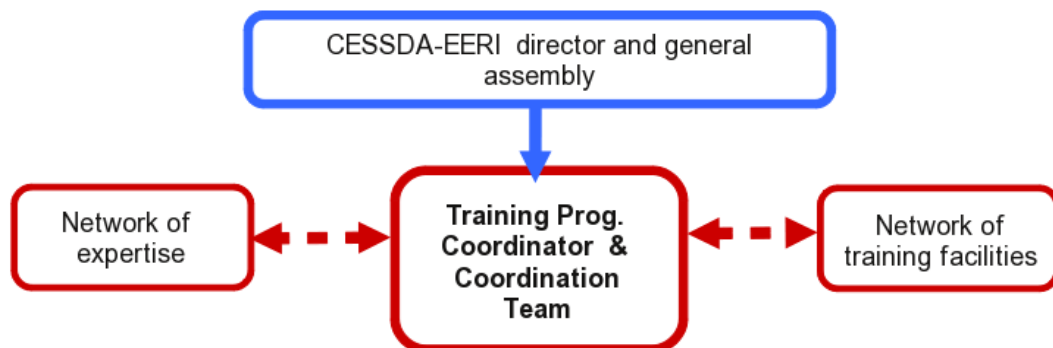 CESSDA-EERI director and general
assembly
Network of
expertise
Training Prog.
Coordinator &
Coordination
Team
Network of
training facilities